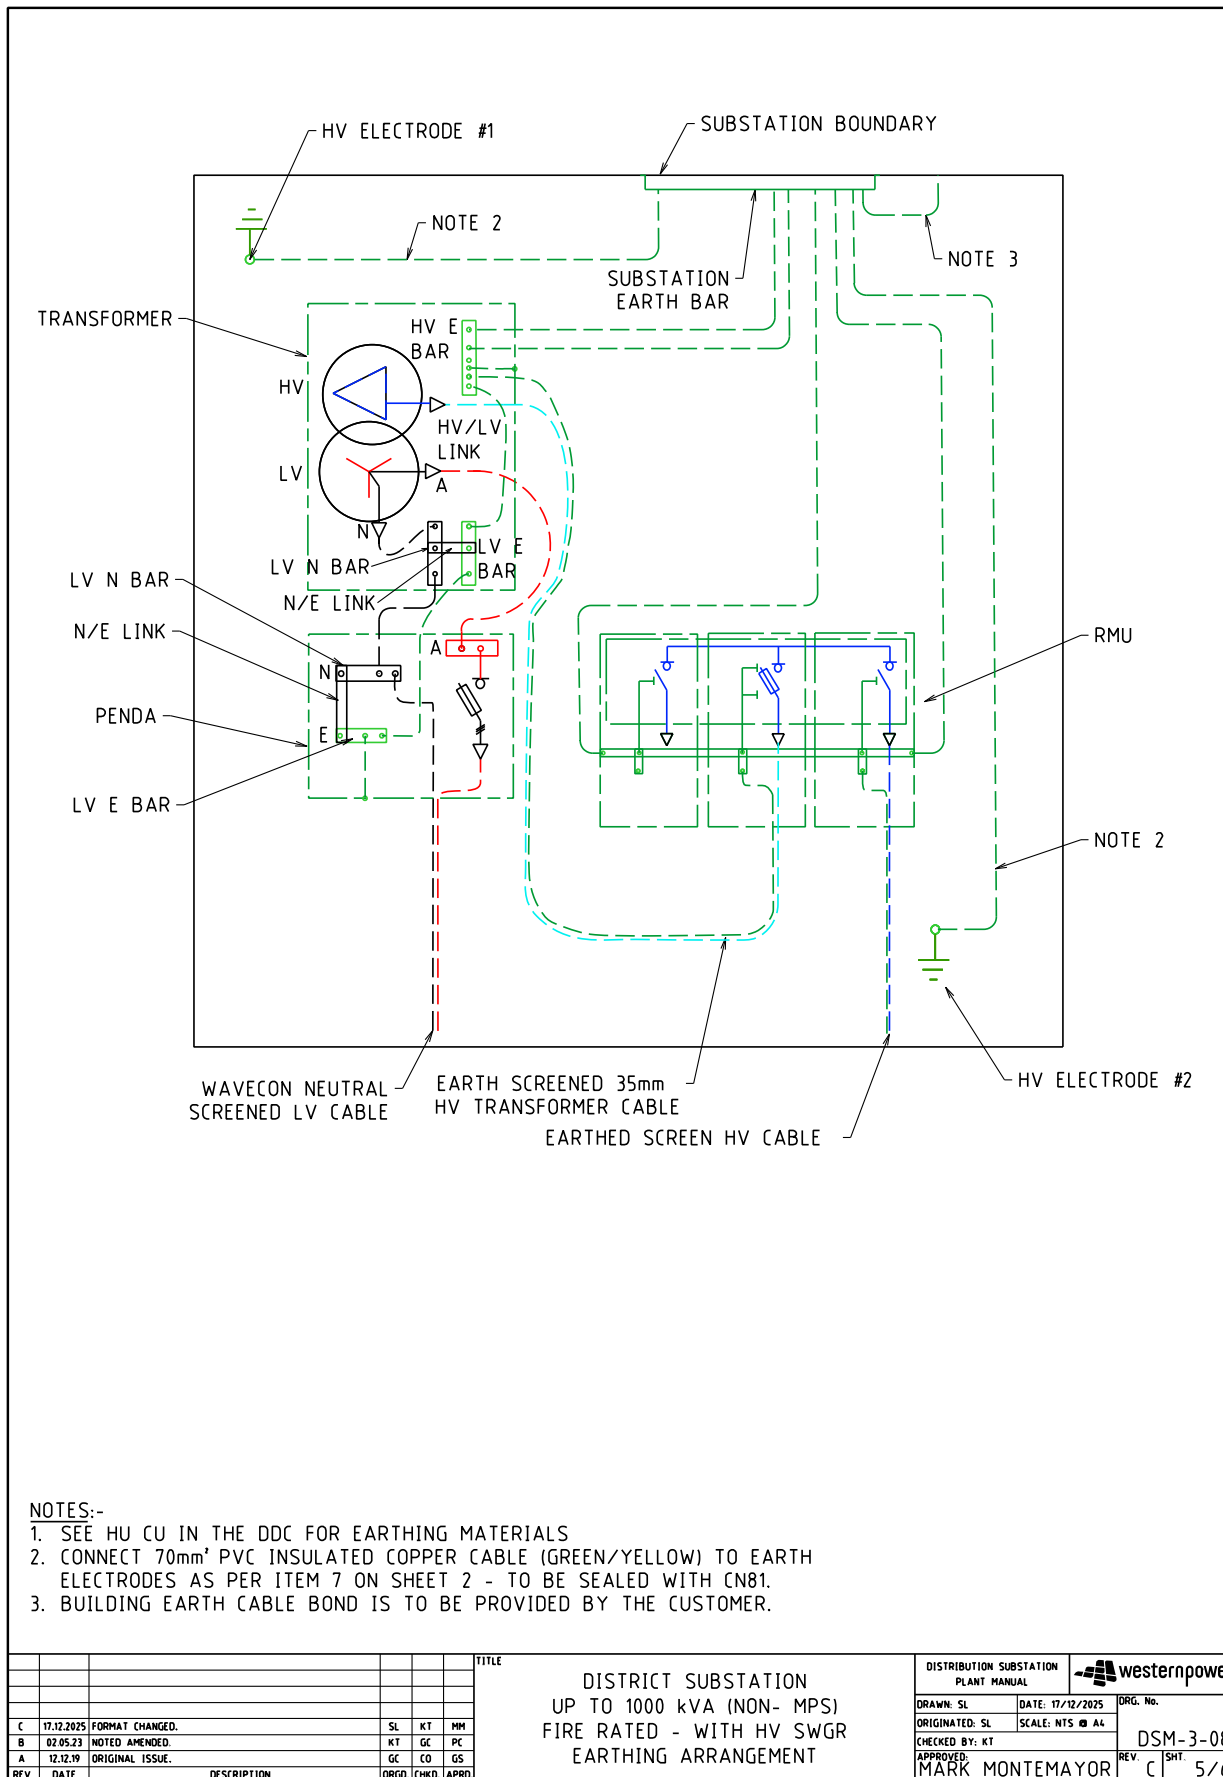 HV ELECTRODE #1
SUBSTATION BOUNDARY
NOTE 2
NOTE 3
SUBSTATION
EARTH BAR
TRANSFORMER
HV E
BAR
HV
HV/LV
LINK
LV
A
N
LV N BAR
LV E
BAR
LV N BAR
N/E LINK
N/E LINK
A
RMU
N
PENDA
E
LV E BAR
NOTE 2
WAVECON NEUTRAL
SCREENED LV CABLE
EARTH SCREENED 35mm
HV TRANSFORMER CABLE
HV ELECTRODE #2
EARTHED SCREEN HV CABLE
NOTES:-
1. SEE HU CU IN THE DDC FOR EARTHING MATERIALS
2. CONNECT 70mm² PVC INSULATED COPPER CABLE (GREEN/YELLOW) TO EARTH
ELECTRODES AS PER ITEM 7 ON SHEET 2 - TO BE SEALED WITH CN81.
3. BUILDING EARTH CABLE BOND IS TO BE PROVIDED BY THE CUSTOMER.
C 17.12.2025 FORMAT CHANGED. SL KT MM
B 02.05.23 NOTED AMENDED. KT GC PC
A 12.12.19 ORIGINAL ISSUE. GC CO GS
REV DATE DESCRIPTION ORGD CHKD APRD
TITLE
DISTRICT SUBSTATION
UP TO 1000 kVA (NON- MPS)
FIRE RATED - WITH HV SWGR
EARTHING ARRANGEMENT
DISTRIBUTION SUBSTATION
PLANT MANUAL
westernpowe
DRAWN: SL DATE: 17/12/2025
ORIGINATED: SL SCALE: NTS @ A4
CHECKED BY: KT
APPROVED:
MARK MONTEMAYOR
DRG. No.
DSM-3-08
REV. C SHT. 5/